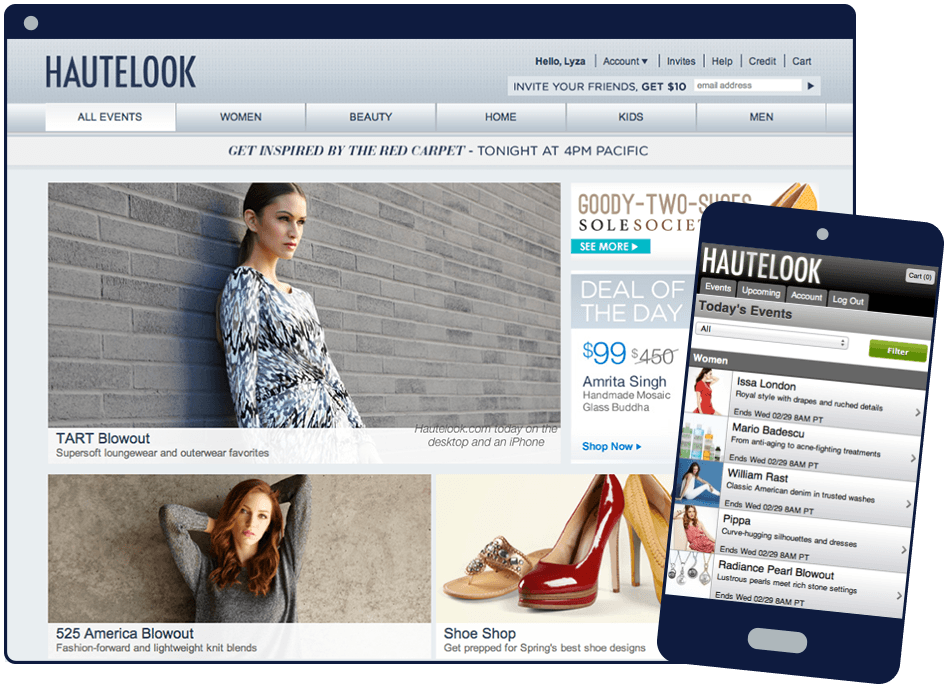 HAUTELOOK
Hello, Lyza Account Invites Help Credit Cart
INVITE YOUR FRIENDS, GET $10 email address
ALL EVENTS WOMEN BEAUTY HOME KIDS MEN
GET INSPIRED BY THE RED CARPET - TONIGHT AT 4PM PACIFIC
GOODY-TWO-SHOES
SOLESOCIET
SEE MORE
DEAL OF
THE DAY
$99 $450
Amrita Singh
Handmade Mosaic
Glass Buddha
Shop Now
Hautelook.com today on the
desktop and an iPhone
TART Blowout
Supersoft loungewear and outerwear favorites
525 America Blowout
Fashion-forward and lightweight knit blends
Shoe Shop
Get prepped for Spring's best shoe designs
HAUTELOOK
Cart (0)
Events Upcoming Account Log Out
Today's Events
All
Filter
Women
Issa London
Royal style with drapes and ruched details
Ends Wed 02/29 8AM PT
Mario Badescu
From anti-aging to acne-fighting treatments
Ends Wed 02/29 8AM PT
William Rast
Classic American denim in trusted washes
Ends Wed 02/29 8AM PT
Pippa
Curve-hugging silhouettes and dresses
Ends Wed 02/29 8AM PT
Radiance Pearl Blowout
Lustrous pearls meet rich stone settings
Ends Wed 02/29 8AM PT